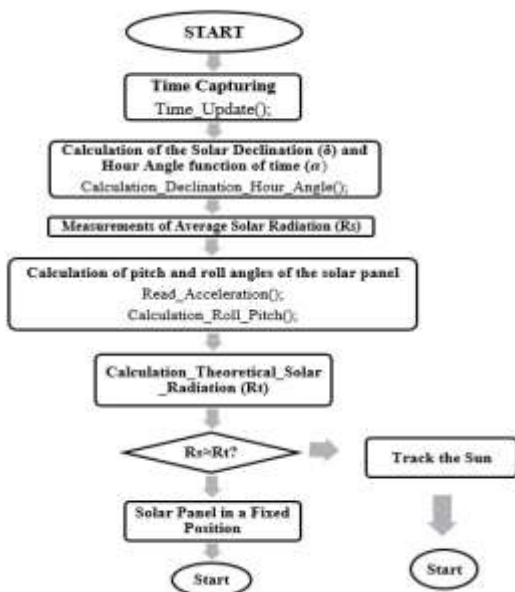 START
Time Capturing
Time_Update();
Calculation of the Solar Declination (δ) and
Hour Angle function of time (α)
Calculation_Declination_Hour_Angle();
Measurements of Average Solar Radiation (Rs)
Calculation of pitch and roll angles of the solar panel
Read_Acceleration();
Calculation_Roll_Pitch();
Calculation_Theoretical_Solar
_Radiation (Rt)
Rs>Rt?
Track the Sun
Solar Panel in a Fixed
Position
Start
Start